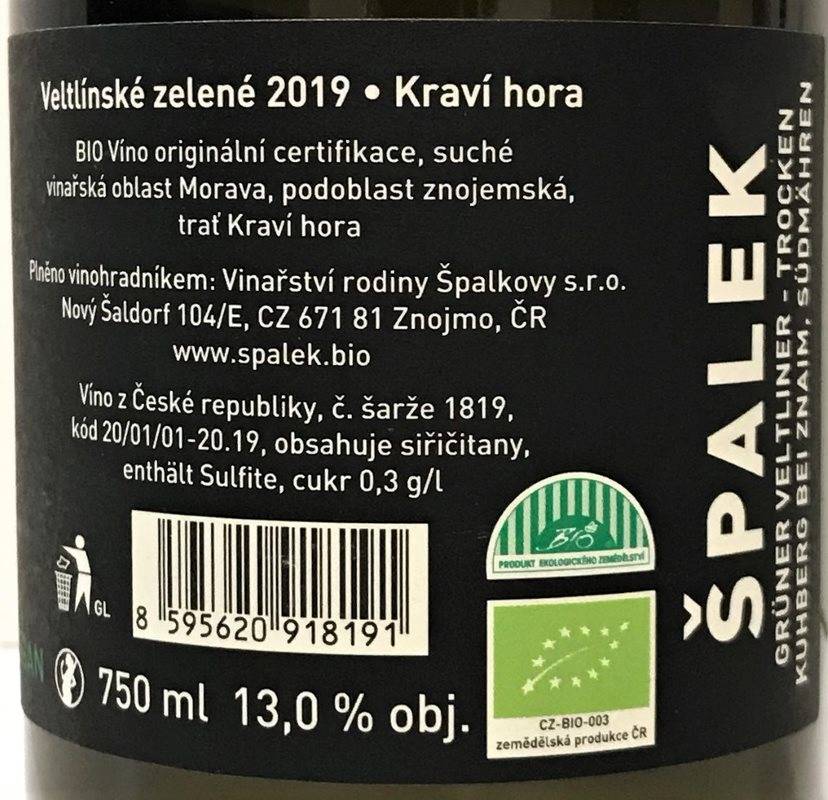 Veltlínské zelené 2019 • Kraví hora
BIO Víno originální certifikace, suché
vinařská oblast Morava, podoblast znojemská,
trať Kraví hora
Plněno vinohradníkem: Vinařství rodiny Špalkovy s.r.o.
Nový Šaldorf 104/E, CZ 671 81 Znojmo, ČR
www.spalek.bio
Víno z České republiky, č. šarže 1819,
kód 20/01/01-20.19, obsahuje siřičitany,
enthält Sulfite, cukr 0,3 g/l
GL
8 595620 918191
750 ml 13,0 % obj.
BIO
PRODUKT EKOLOGICKÉHO ZEMĚDĚLSTVÍ
CZ-BIO-003
zemědělská produkce ČR
ŠPALEK
GRÜNER VELTLINER - TROCKEN
KUHBERG BEI ZNAIM, SÜDMÄHREN